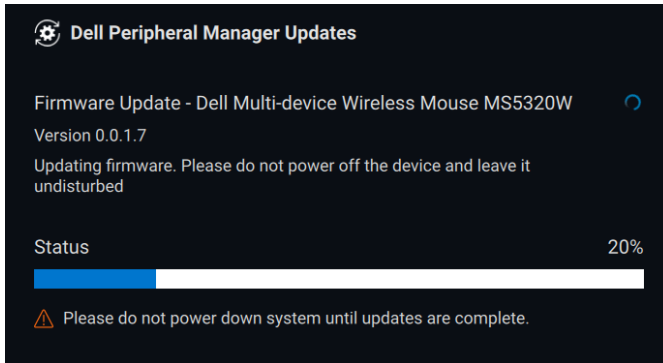 Dell Peripheral Manager Updates
Firmware Update - Dell Multi-device Wireless Mouse MS5320W
Version 0.0.1.7
Updating firmware. Please do not power off the device and leave it
undisturbed
Status 20%
Please do not power down system until updates are complete.